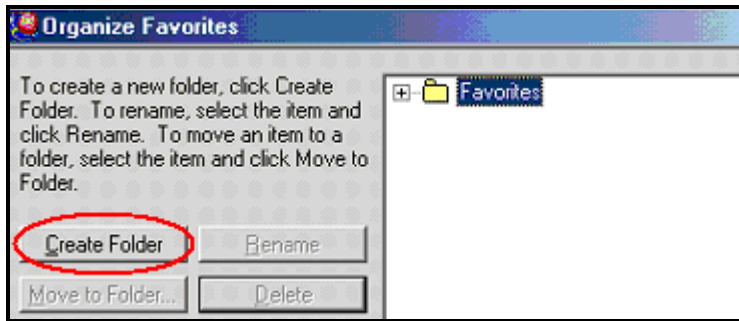 Organize Favorites
To create a new folder, click Create
Folder. To rename, select the item and
click Rename. To move an item to a
folder, select the item and click Move to
Folder.
Favorites
Create Folder
Rename
Move to Folder...
Delete